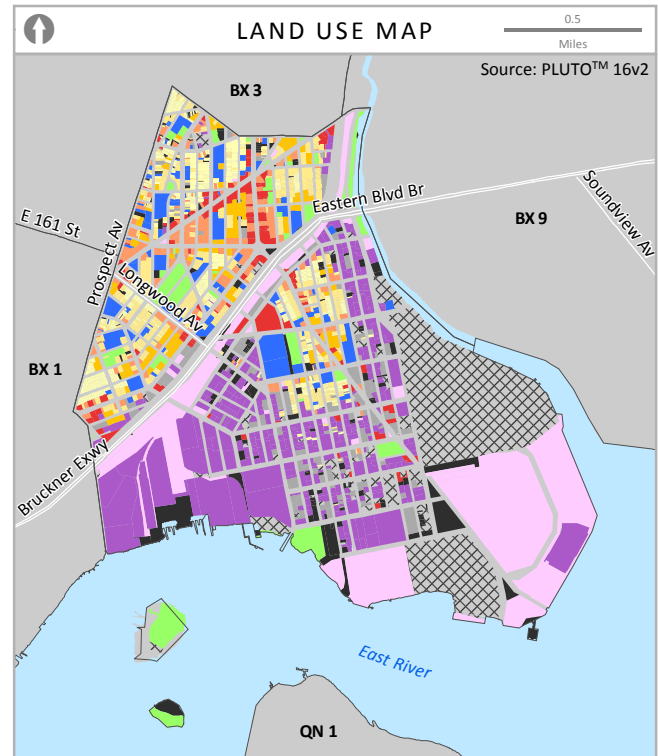 LAND USE MAP
0.5
Miles
Source: PLUTO™ 16v2
BX 3
Eastern Blvd Br
Soundview Av
BX 9
E 161 St
Prospect Av
Longwood Av
BX 1
Bruckner Exwy
East River
QN 1